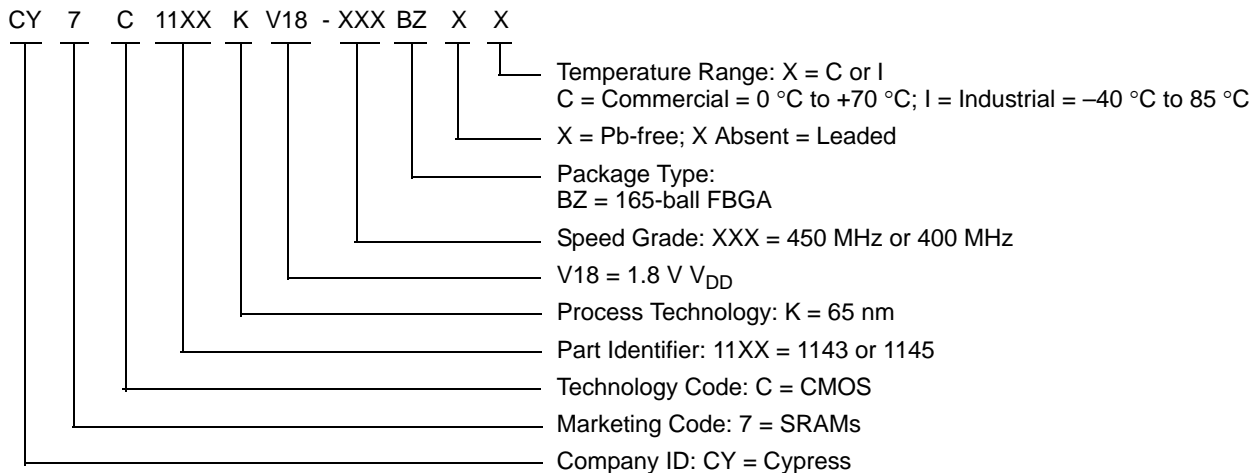 CY 7 C 11XX K V18 - XXX BZ X X
Temperature Range: X = C or I
C = Commercial = 0 °C to +70 °C; I = Industrial = –40 °C to 85 °C
X = Pb-free; X Absent = Leaded
Package Type:
BZ = 165-ball FBGA
Speed Grade: XXX = 450 MHz or 400 MHz
V18 = 1.8 V VDD
Process Technology: K = 65 nm
Part Identifier: 11XX = 1143 or 1145
Technology Code: C = CMOS
Marketing Code: 7 = SRAMs
Company ID: CY = Cypress